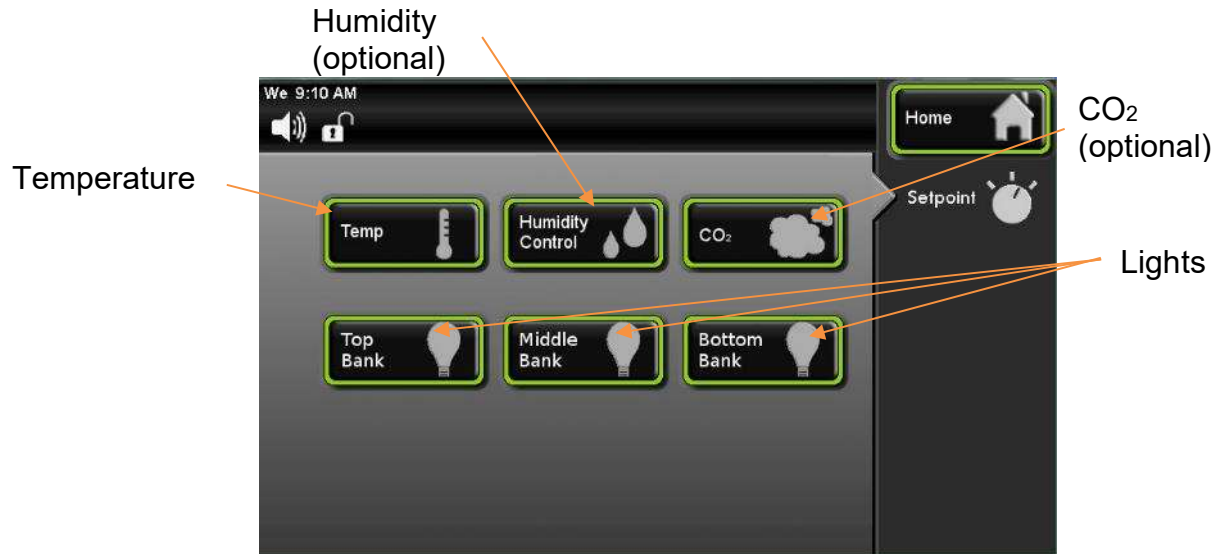 Humidity
(optional)
We 9:10 AM
Home
CO₂
(optional)
Temperature
Setpoint
Temp
Humidity
Control
CO₂
Lights
Top
Bank
Middle
Bank
Bottom
Bank